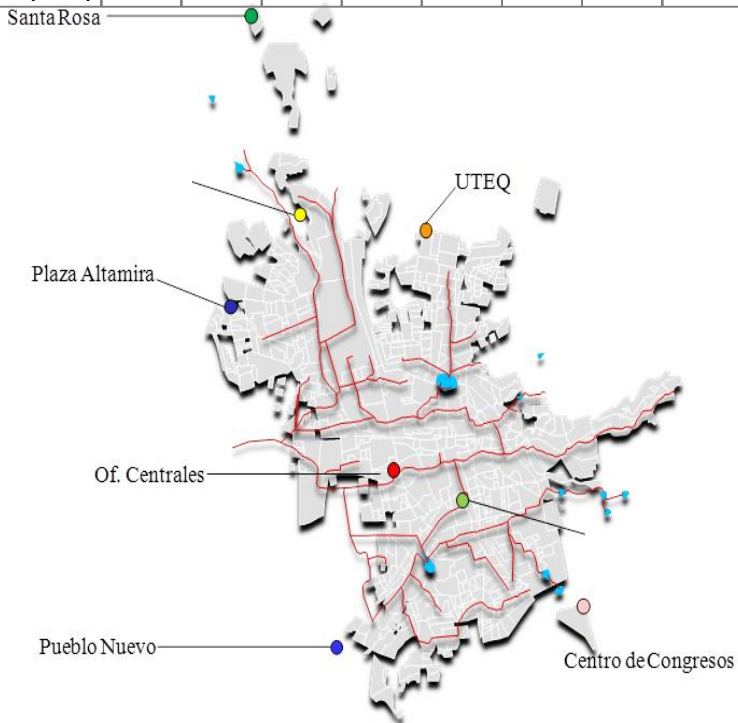 Santa Rosa
UTEQ
Plaza Altamira
Of. Centrales
Pueblo Nuevo
Centro de Congresos